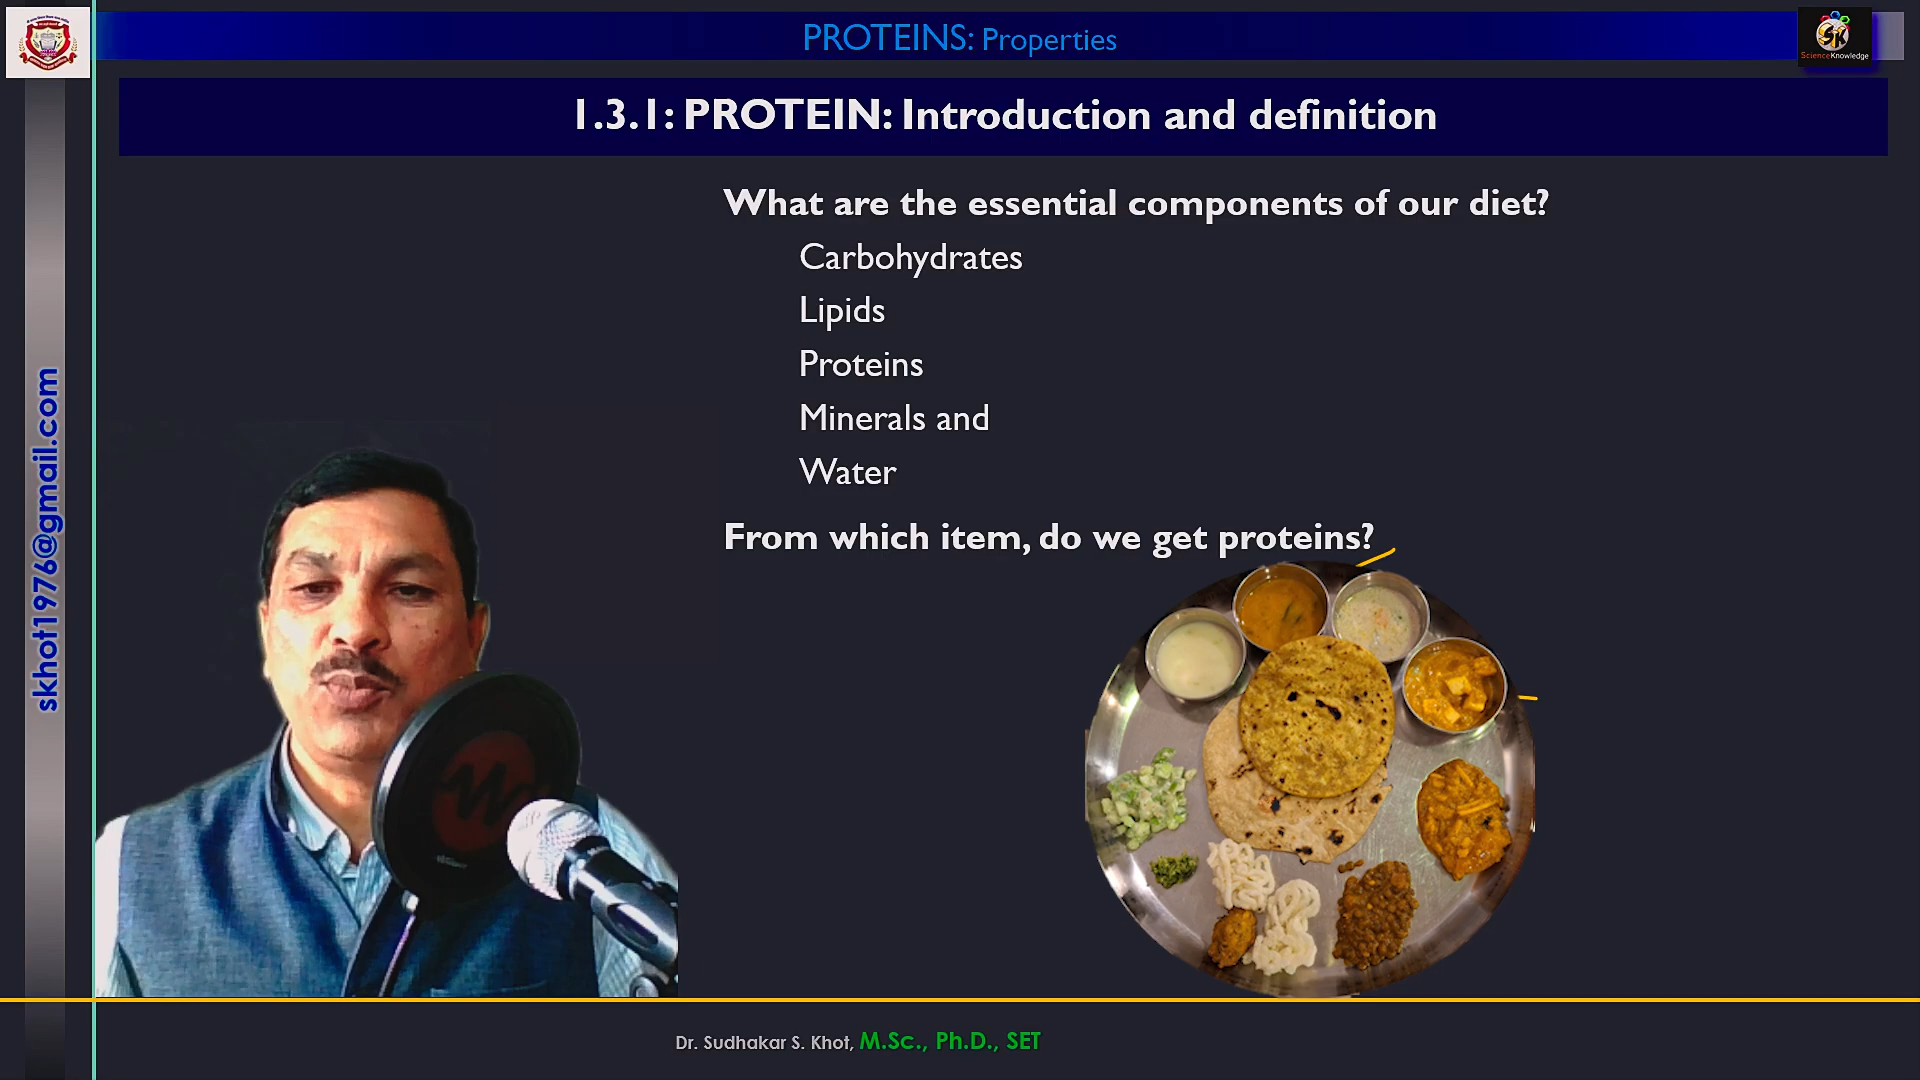 PROTEINS: Properties
ScienceKnowledge
1.3.1: PROTEIN: Introduction and definition
What are the essential components of our diet?
Carbohydrates
Lipids
Proteins
Minerals and
Water
From which item, do we get proteins?
skhot1976@gmail.com
Dr. Sudhakar S. Khot, M.Sc., Ph.D., SET